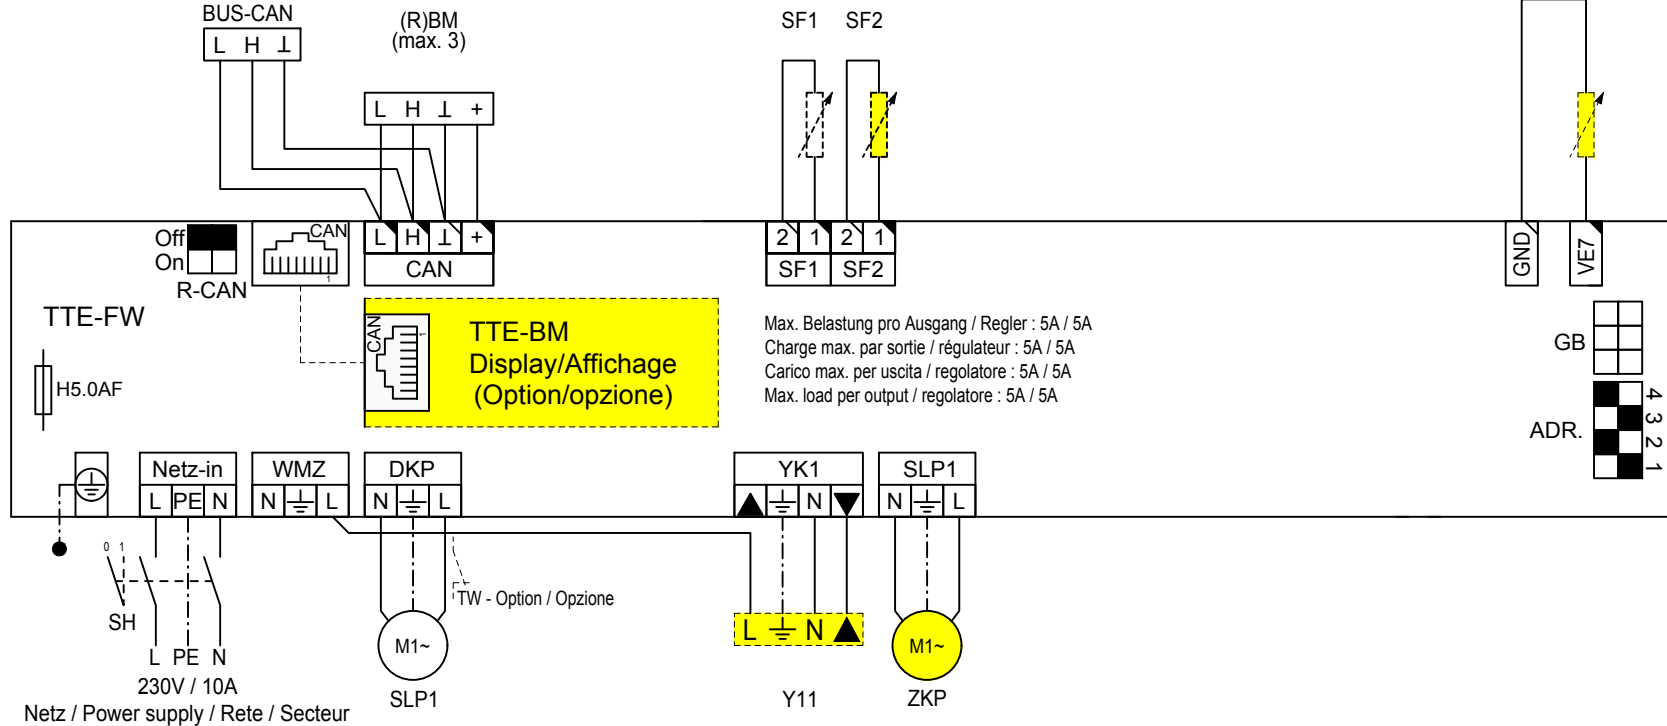 BUS-CAN
L H ⊥
(R)BM
(max. 3)
L H ⊥ +
SF1 SF2
Off
On
R-CAN
CAN
1
L H ⊥ +
CAN
2 1 2 1
SF1 SF2
GND
VE7
TTE-FW
H5.0AF
CAN
1
TTE-BM
Display/Affichage
(Option/opzione)
Max. Belastung pro Ausgang / Regler : 5A / 5A
Charge max. par sortie / régulateur : 5A / 5A
Carico max. per uscita / regolatore : 5A / 5A
Max. load per output / regolatore : 5A / 5A
GB
ADR.
4
3
2
1
Netz-in WMZ DKP YK1 SLP1
L PE N N L N L N N L
0 1
SH
TW - Option / Opzione
L N
M1~ M1~
L PE N
230V / 10A
Netz / Power supply / Rete / Secteur
SLP1 Y11 ZKP